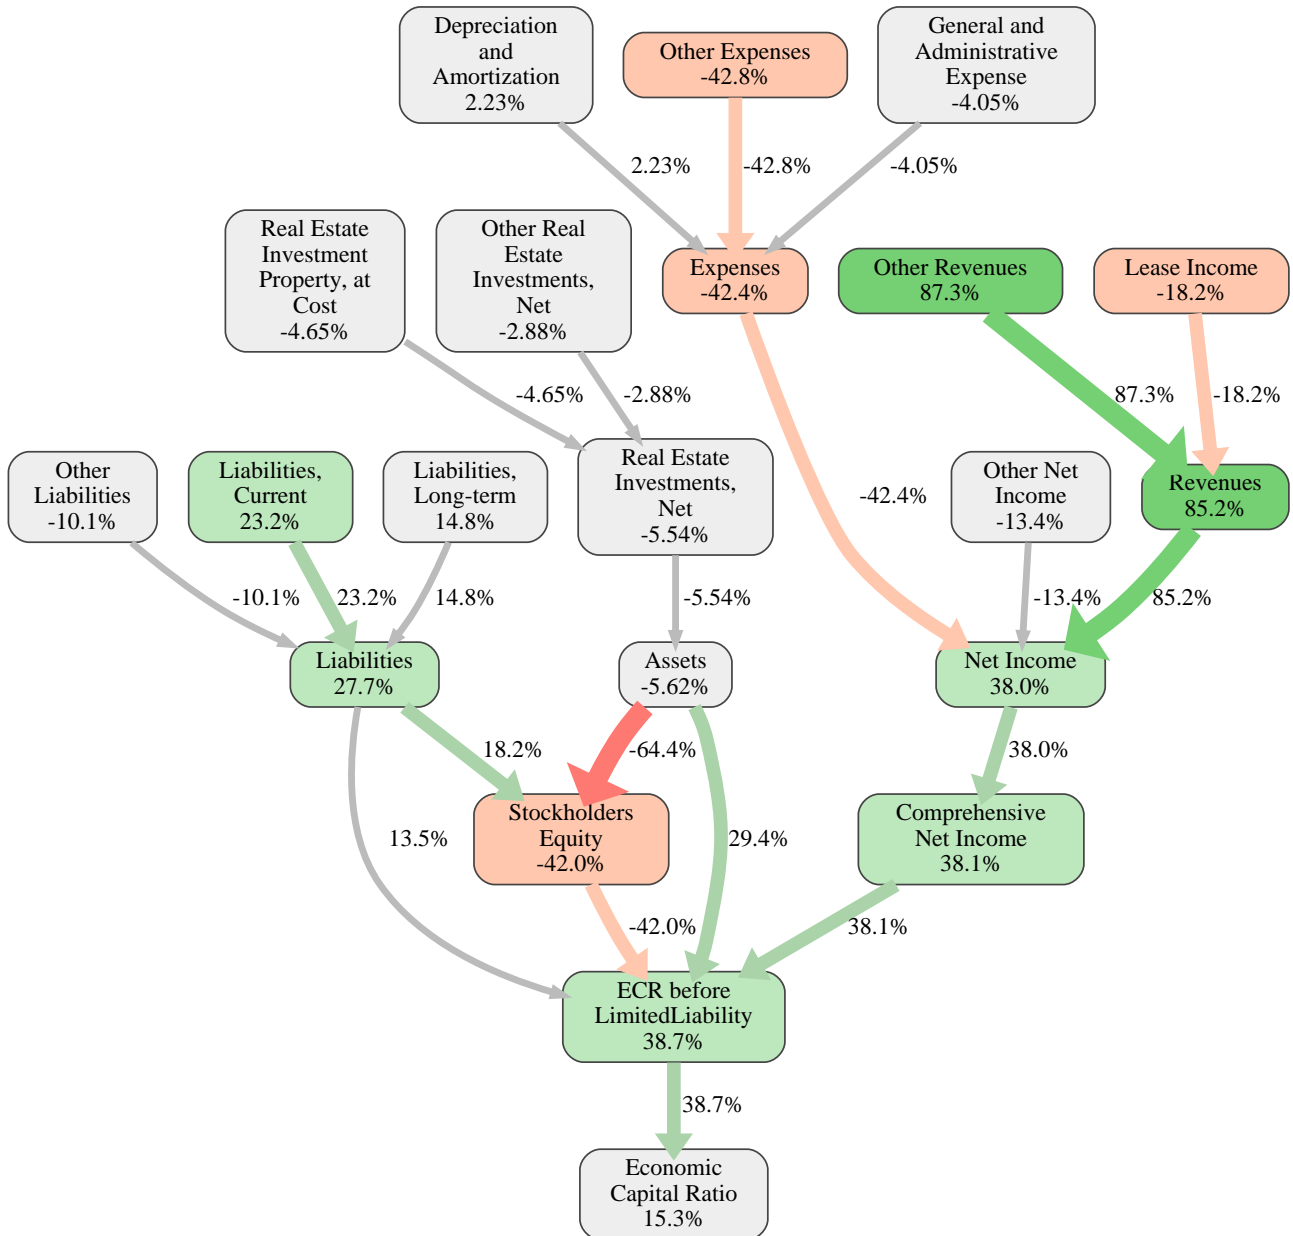 Depreciation
and
Amortization
2.23%
Other Expenses
-42.8%
General and
Administrative
Expense
-4.05%
2.23%
-42.8%
-4.05%
Real Estate
Investment
Property, at
Cost
-4.65%
Other Real
Estate
Investments,
Net
-2.88%
Expenses
-42.4%
Other Revenues
87.3%
Lease Income
-18.2%
-4.65%
-2.88%
87.3%
-18.2%
Other
Liabilities
-10.1%
Liabilities,
Current
23.2%
Liabilities,
Long-term
14.8%
Real Estate
Investments,
Net
-5.54%
-42.4%
Other Net
Income
-13.4%
Revenues
85.2%
-10.1%
23.2%
14.8%
-5.54%
-13.4%
85.2%
Liabilities
27.7%
Assets
-5.62%
Net Income
38.0%
18.2%
-64.4%
38.0%
13.5%
Stockholders
Equity
-42.0%
29.4%
Comprehensive
Net Income
38.1%
-42.0%
38.1%
ECR before
LimitedLiability
38.7%
38.7%
Economic
Capital Ratio
15.3%